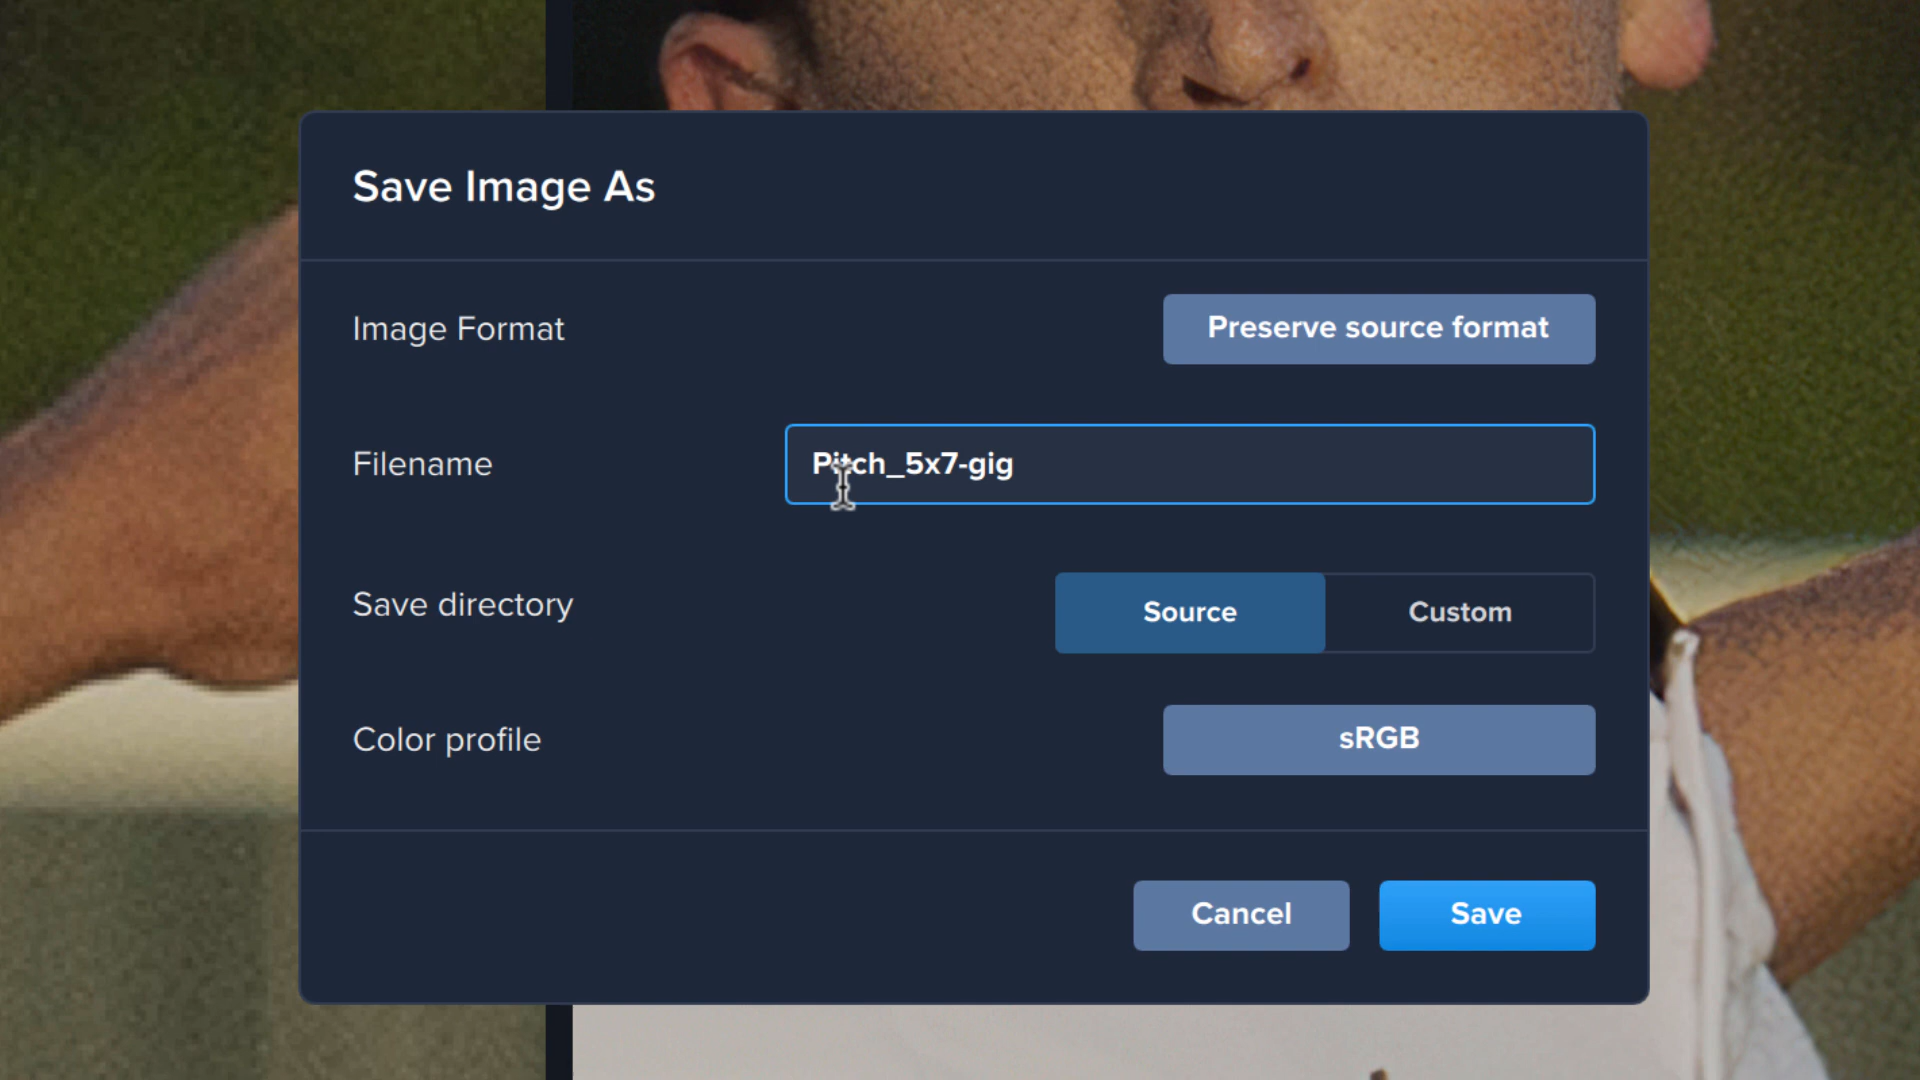 Save Image As
Image Format
Preserve source format
Filename
Pitch_5x7-gig
Save directory
Source
Custom
Color profile
sRGB
Cancel
Save